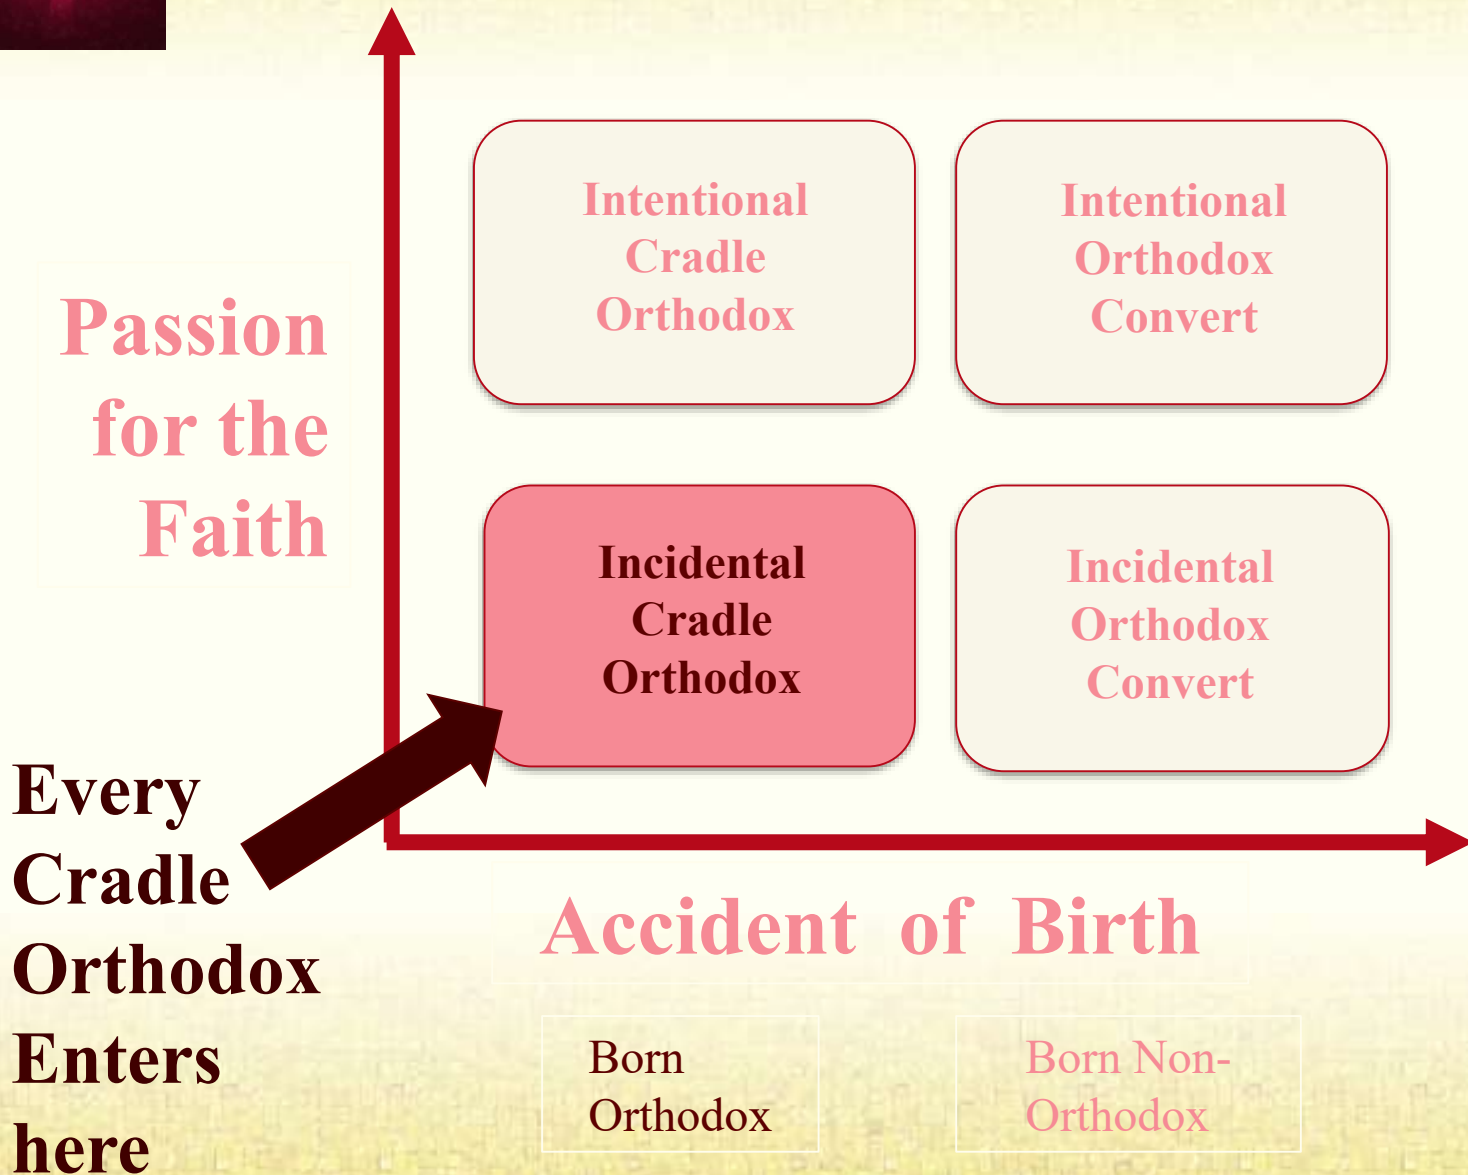 Intentional
Cradle
Orthodox
Intentional
Orthodox
Convert
Passion
for the
Faith
Incidental
Cradle
Orthodox
Incidental
Orthodox
Convert
Every
Cradle
Orthodox
Enters
here
Accident of Birth
Born
Orthodox
Born Non-
Orthodox